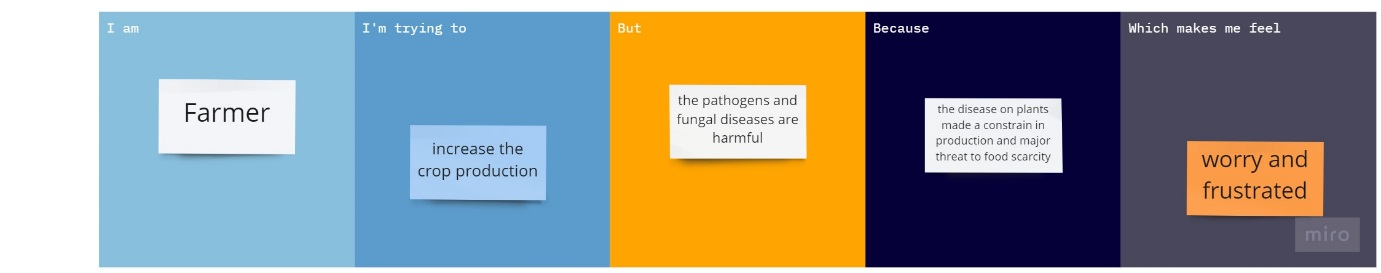 I am
Farmer
I'm trying to
increase the
crop production
But
the pathogens and
fungal diseases are
harmful
Because
the disease on plants
made a constrain in
production and major
threat to food scarcity
Which makes me feel
worry and
frustrated
miro